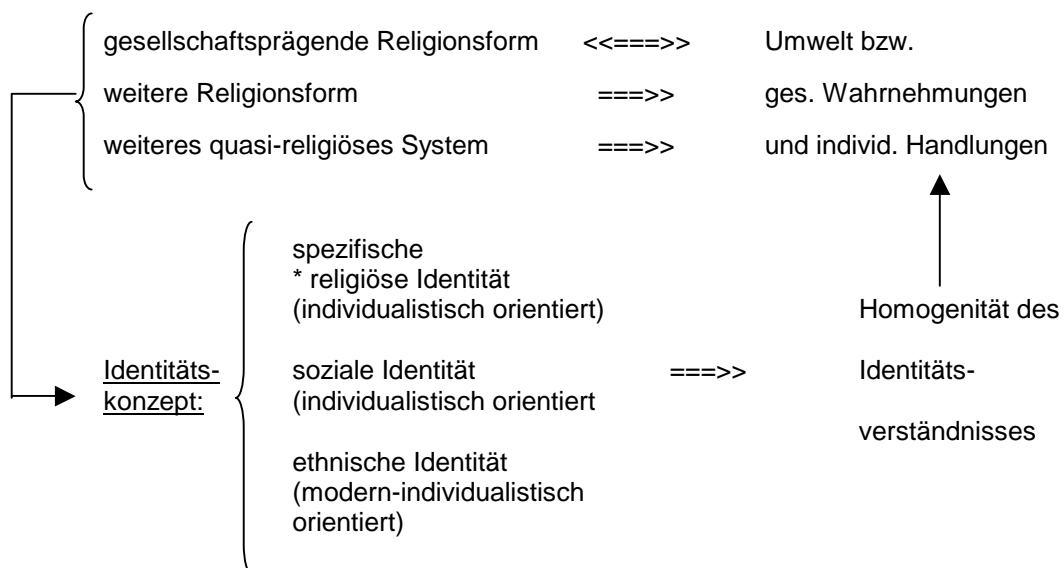 gesellschaftsprägende Religionsform <<===>> Umwelt bzw.
weitere Religionsform ===>> ges. Wahrnehmungen
weiteres quasi-religiöses System ===>> und individ. Handlungen
spezifische
* religiöse Identität
(individualistisch orientiert) Homogenität des
Identitäts- soziale Identität ===>> Identitäts-
konzept: (individualistisch orientiert
verständnisses
ethnische Identität
(modern-individualistisch
orientiert)